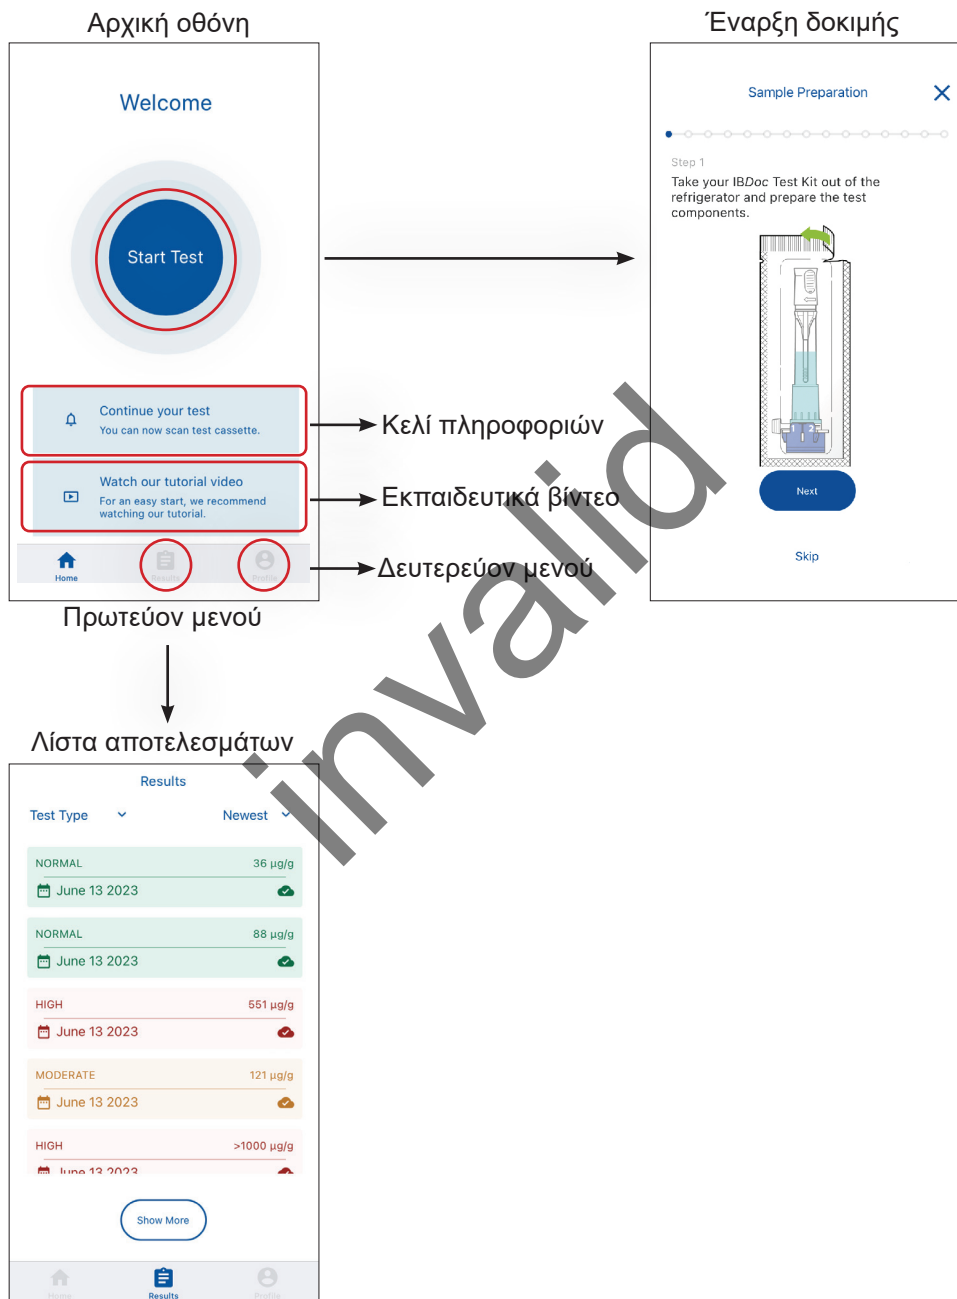 Αρχική οθόνη
Welcome
Start Test
Continue your test
You can now scan test cassette.
Watch our tutorial video
For an easy start, we recommend
watching our tutorial.
Home
Results
Profile
Πρωτεύον μενού
Κελί πληροφοριών
Εκπαιδευτικά βίντεο
Δευτερεύον μενού
Έναρξη δοκιμής
Sample Preparation
Step 1
Take your IBDoc Test Kit out of the
refrigerator and prepare the test
components.
1 2
Next
Skip
Λίστα αποτελεσμάτων
Results
Test Type
Newest
NORMAL 36 µg/g
June 13 2023
NORMAL 88 µg/g
June 13 2023
HIGH 551 µg/g
June 13 2023
MODERATE 121 µg/g
June 13 2023
HIGH >1000 µg/g
June 13 2023
Show More
Home
Results
Profile
invalid